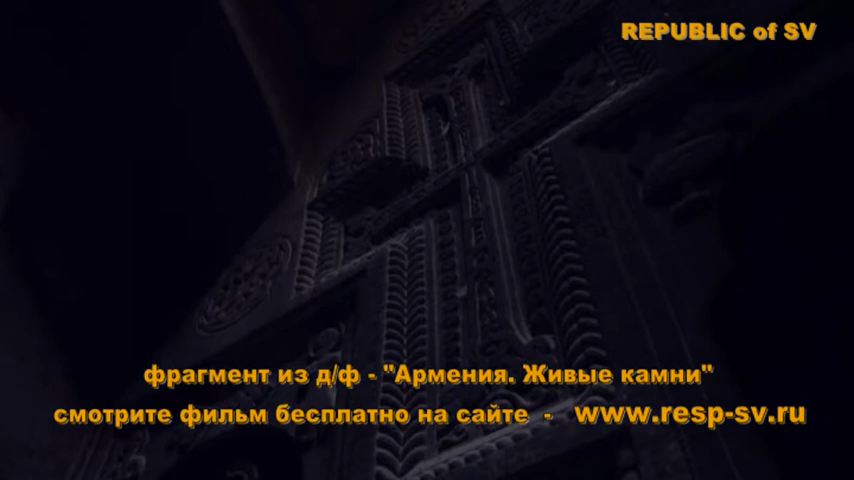 REPUBLIC of SV
фрагмент из д/ф - "Армения. Живые камни"
смотрите фильм бесплатно на сайте - www.resp-sv.ru